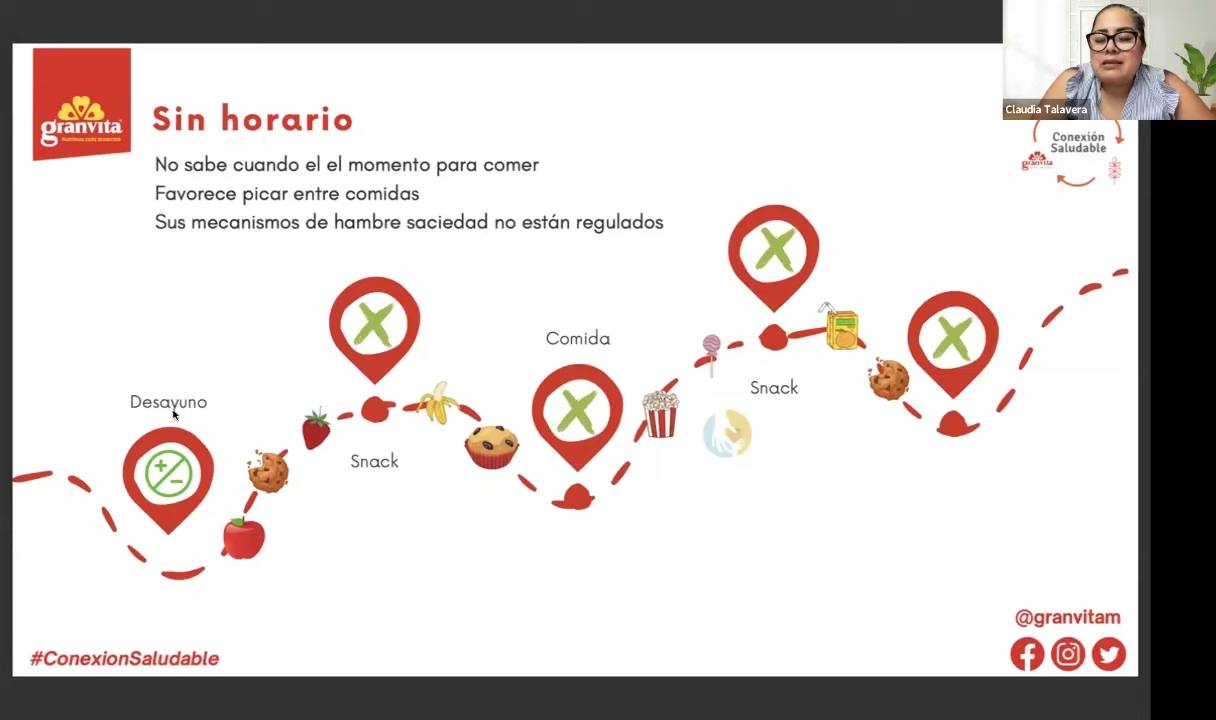 Claudia Talavera
granvita
Sin horario
No sabe cuando el el momento para comer
Favorece picar entre comidas
Sus mecanismos de hambre saciedad no están regulados
Conexión
Saludable
granvita
Comida
Snack
Desayuno
Snack
@granvitam
#ConexionSaludable